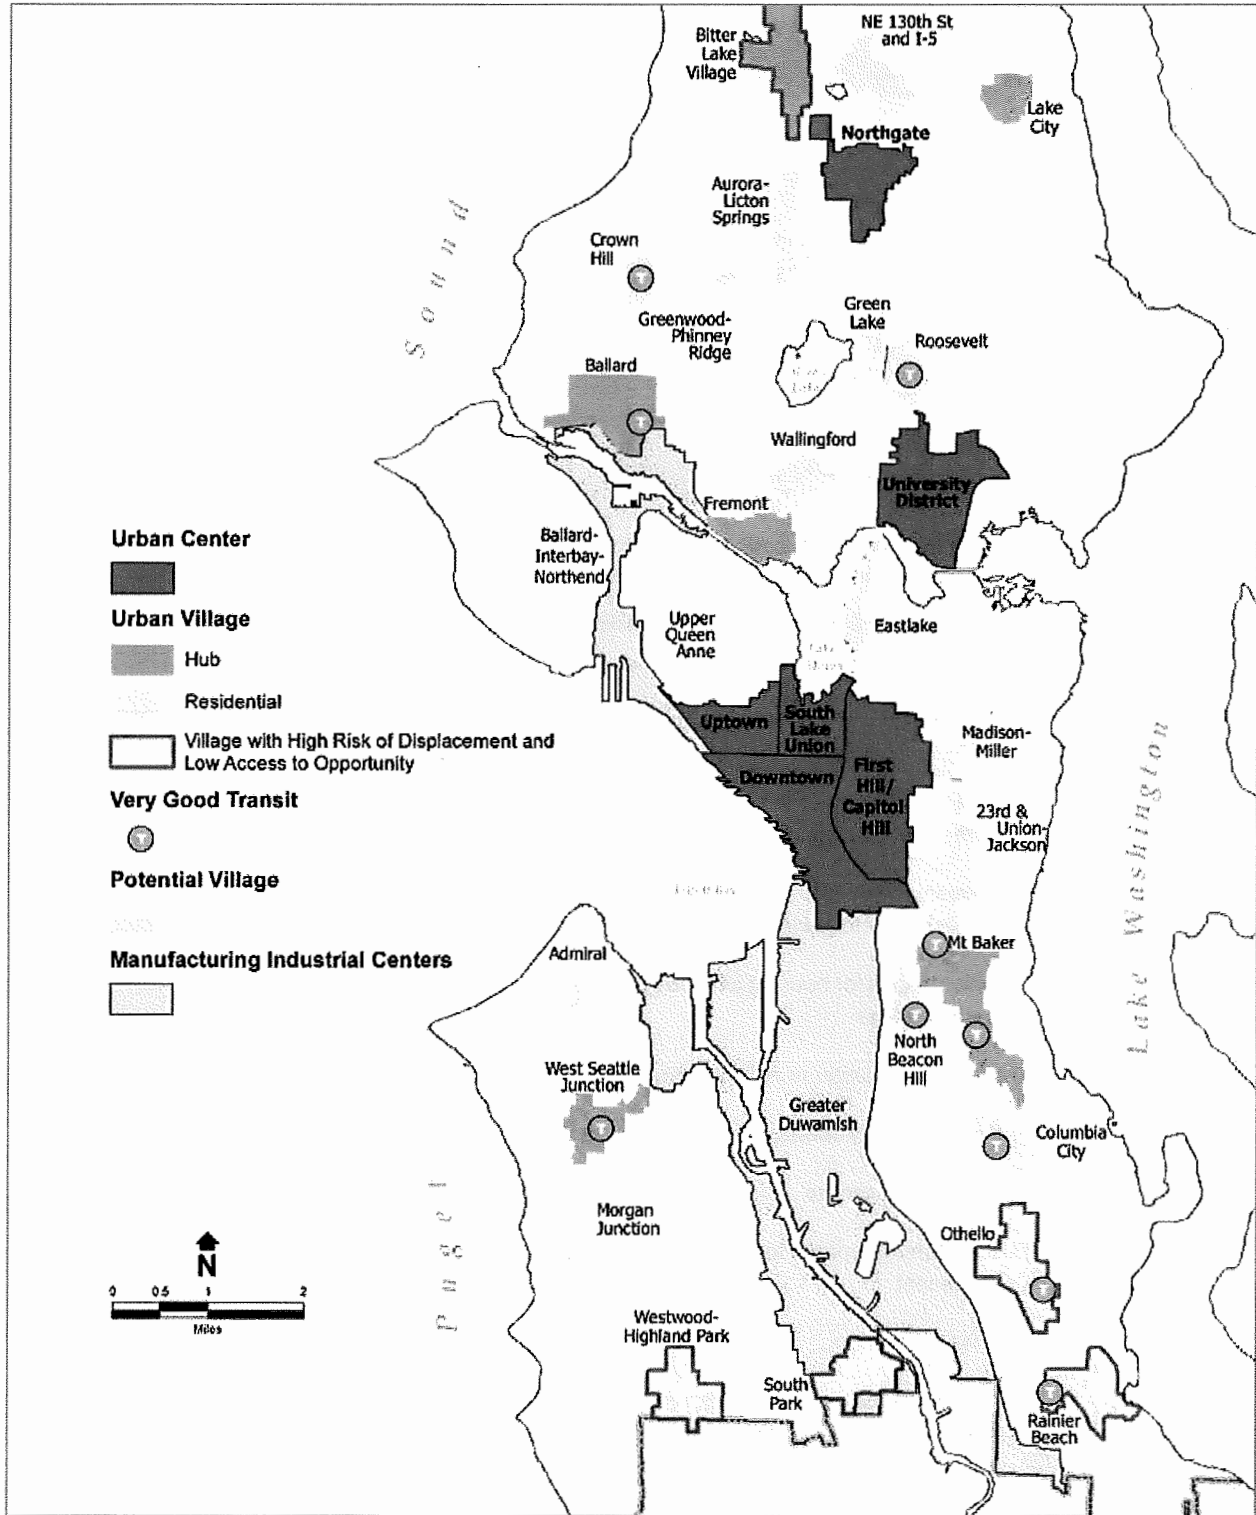 NE 130th St
and I-5
Bitter
Lake
Village
Lake
City
Northgate
Aurora-
Licton
Springs
Crown
Hill
T
Greenwood-
Phinney
Ridge
Green
Lake
Roosevelt
T
Ballard
T
Wallingford
University
District
Fremont
Ballard-
Interbay-
Northend
Upper
Queen
Anne
Eastlake
Sound
Urban Center
Urban Village
Hub
Residential
Village with High Risk of Displacement and
Low Access to Opportunity
Very Good Transit
T
Potential Village
Manufacturing Industrial Centers
Uptown
South
Lake
Union
Downtown
First
Hill/
Capitol
Hill
Madison-
Miller
23rd &
Union-
Jackson
Lake Washington
Admiral
T
Mt Baker
T
North
Beacon
Hill
T
West Seattle
Junction
T
Greater
Duwamish
Columbia
City
T
Morgan
Junction
Othello
T
Puget
N
0 0.5 1 2
Miles
Westwood-
Highland Park
South
Park
T
Rainier
Beach